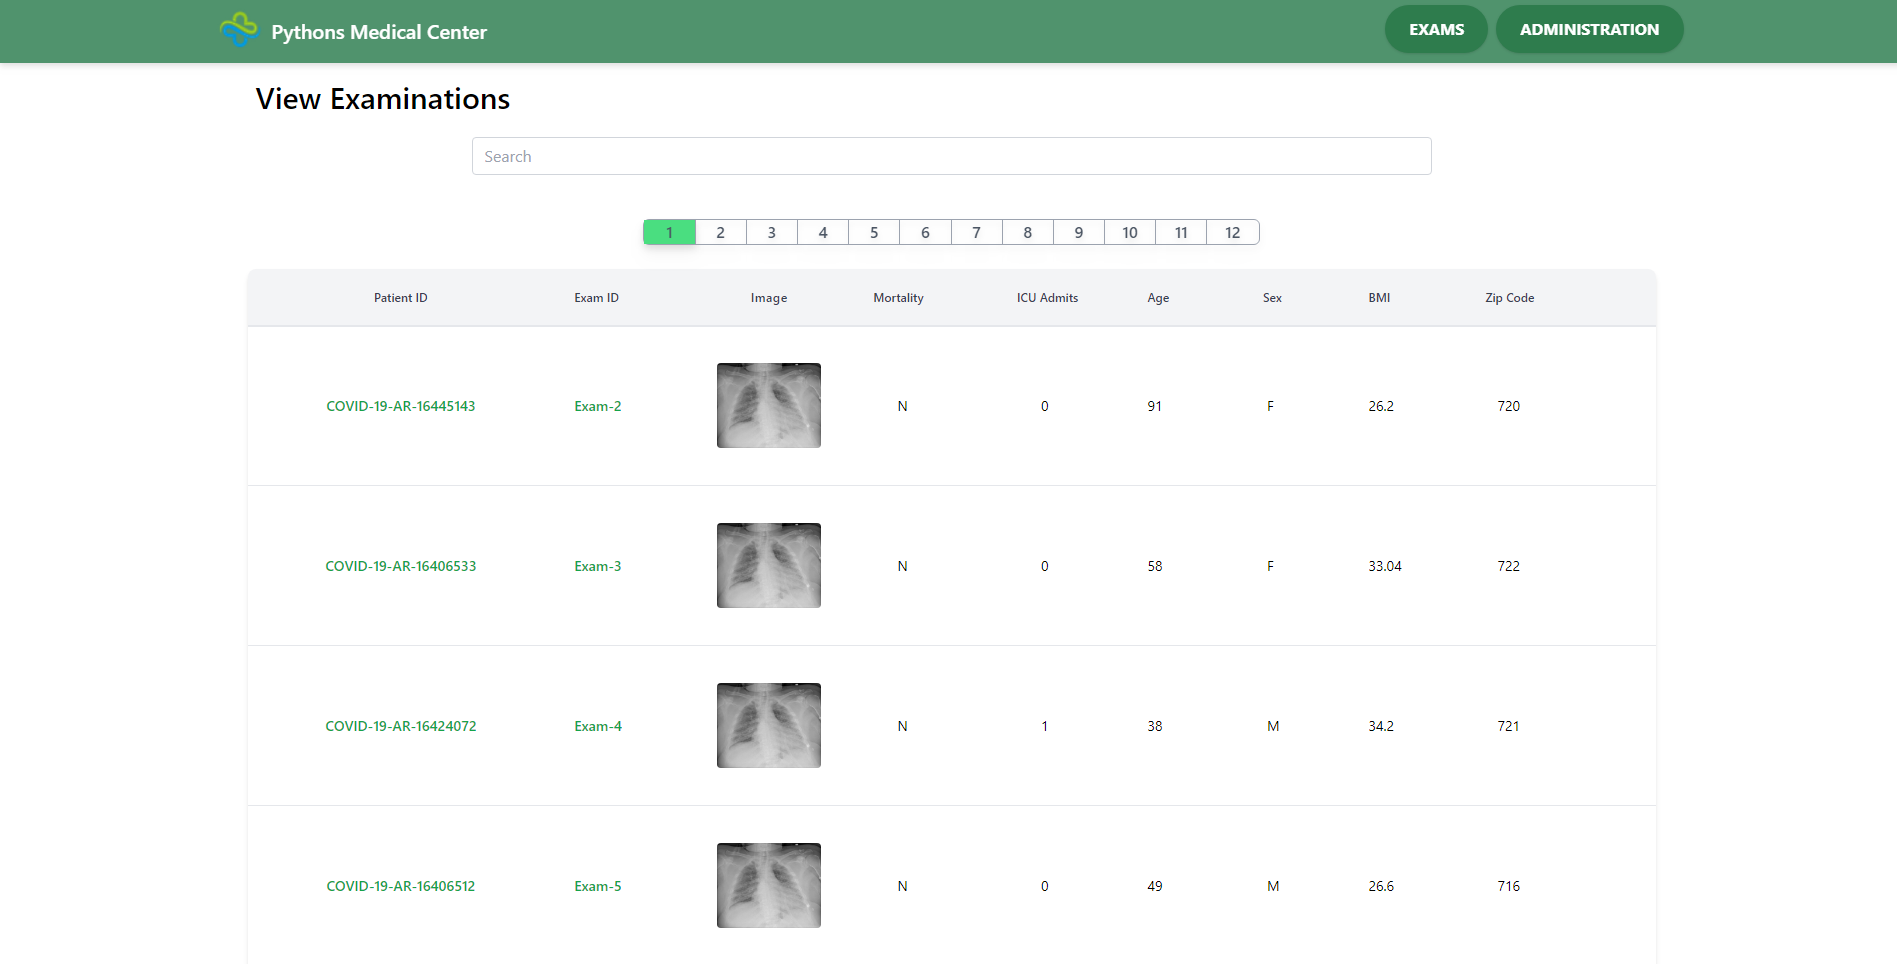 Pythons Medical Center
EXAMS
ADMINISTRATION
View Examinations
Search
1 2 3 4 5 6 7 8 9 10 11 12
Patient ID Exam ID Image Mortality ICU Admits Age Sex BMI Zip Code
COVID-19-AR-16445143 Exam-2 N 0 91 F 26.2 720
COVID-19-AR-16406533 Exam-3 N 0 58 F 33.04 722
COVID-19-AR-16424072 Exam-4 N 1 38 M 34.2 721
COVID-19-AR-16406512 Exam-5 N 0 49 M 26.6 716